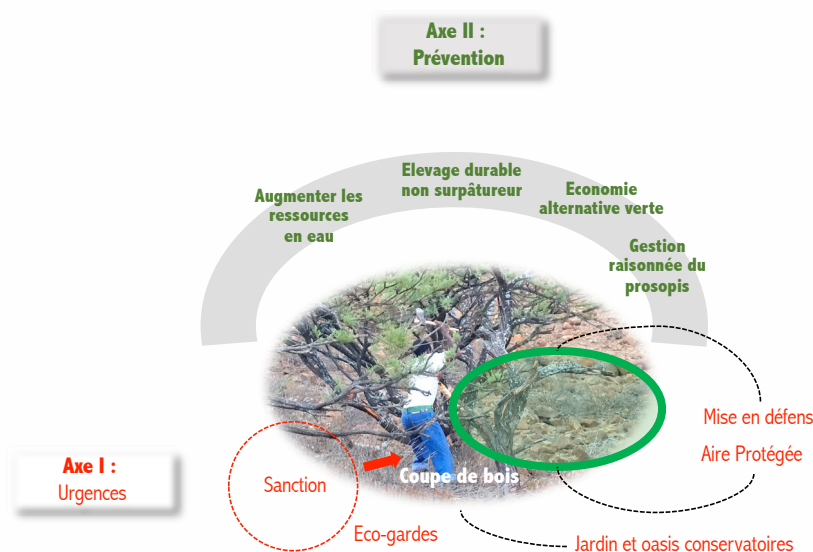 Axe II :
Prévention
Elevage durable
non surpâtureur
Augmenter les
ressources
en eau
Economie
alternative verte
Gestion
raisonnée du
prosopis
Mise en défens
Aire Protégée
Axe I :
Urgences
Sanction
Coupe de bois
Eco-gardes
Jardin et oasis conservatoires